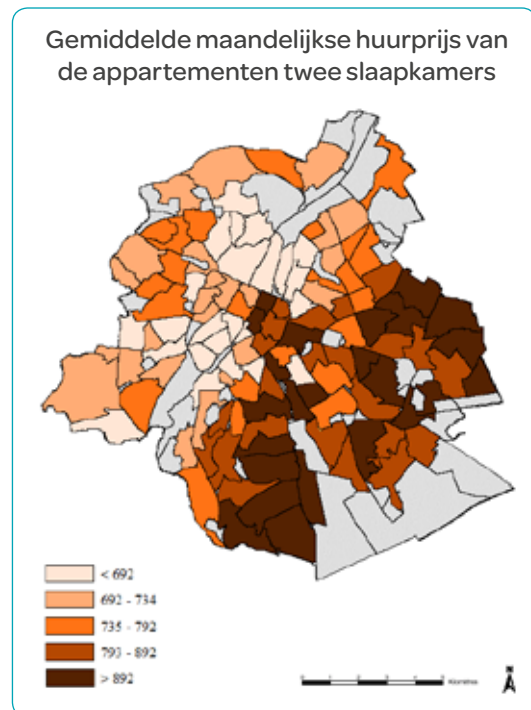 Gemiddelde maandelijkse huurprijs van
de appartementen twee slaapkamers
< 692
692 - 734
735 - 792
793 - 892
> 892
N